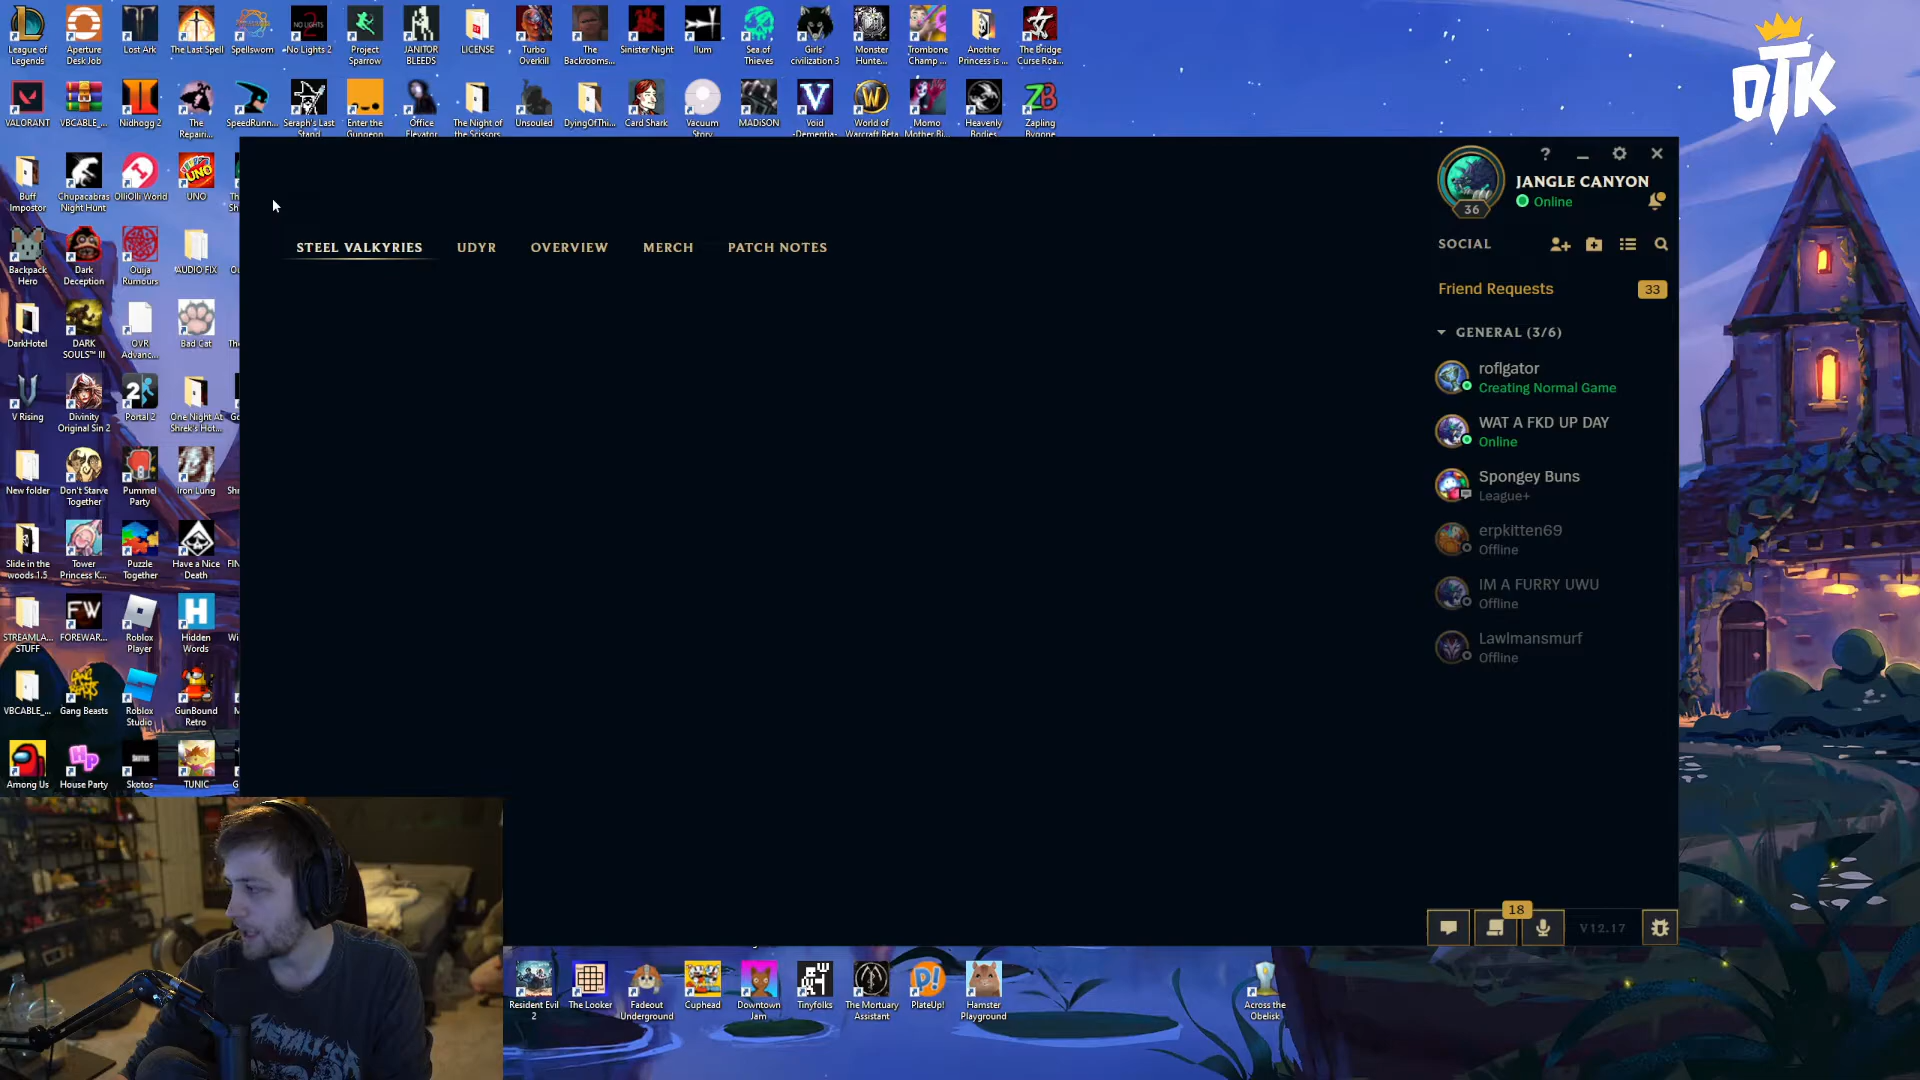 League of Legends
Aperture Desk Job
Lost Ark
The Last Spell
Spellsworn
No Lights 2
Project Sparrow
JANITOR BLEEDS
LICENSE
Turbo Overkill
The Backrooms...
Sinister Night
Ilum
Sea of Thieves
Girls' civilization 3
Monster Hunte...
Trombone Champ ...
Another Princess is ...
The Bridge Curse Roa...
OTK
VALORANT
VBCABLE_...
Nidhogg 2
The Repairi...
SpeedRunn...
Seraph's Last Stand
Enter the Gungeon
Office Elevator
The Night of the Scissors
Unsouled
DyingOfThi...
Card Shark
Vacuum Story
MADiSON
Void -Dementia-
World of Warcraft Beta
Momo Mother Bi...
Heavenly Bodies
Zapling Bygone
Buff Impostor
Chupacabras Night Hunt
OlliOlli World
UNO
Backpack Hero
Dark Deception
Ouija Rumours
AUDIO FIX
DarkHotel
DARK SOULS™ III
OVR Advanc...
Bad Cat
V Rising
Divinity Original Sin 2
Portal 2
One Night At Shrek's Hot...
New folder
Don't Starve Together
Pummel Party
Iron Lung
Slide in the woods 1.5
Tower Princess K...
Puzzle Together
Have a Nice Death
STREAMLA... STUFF
FOREWAR...
Roblox Player
Hidden Words
VBCABLE_...
Gang Beasts
Roblox Studio
GunBound Retro
Among Us
House Party
Skotos
TUNIC
STEEL VALKYRIES
UDYR
OVERVIEW
MERCH
PATCH NOTES
36
JANGLE CANYON
Online
SOCIAL
Friend Requests
33
GENERAL (3/6)
roflgator
Creating Normal Game
WAT A FKD UP DAY
Online
Spongey Buns
League+
erpkitten69
Offline
IM A FURRY UWU
Offline
Lawlmansmurf
Offline
18
V12.17
Resident Evil 2
The Looker
Fadeout Underground
Cuphead
Downtown Jam
Tinyfolks
The Mortuary Assistant
PlateUp!
Hamster Playground
Across the Obelisk